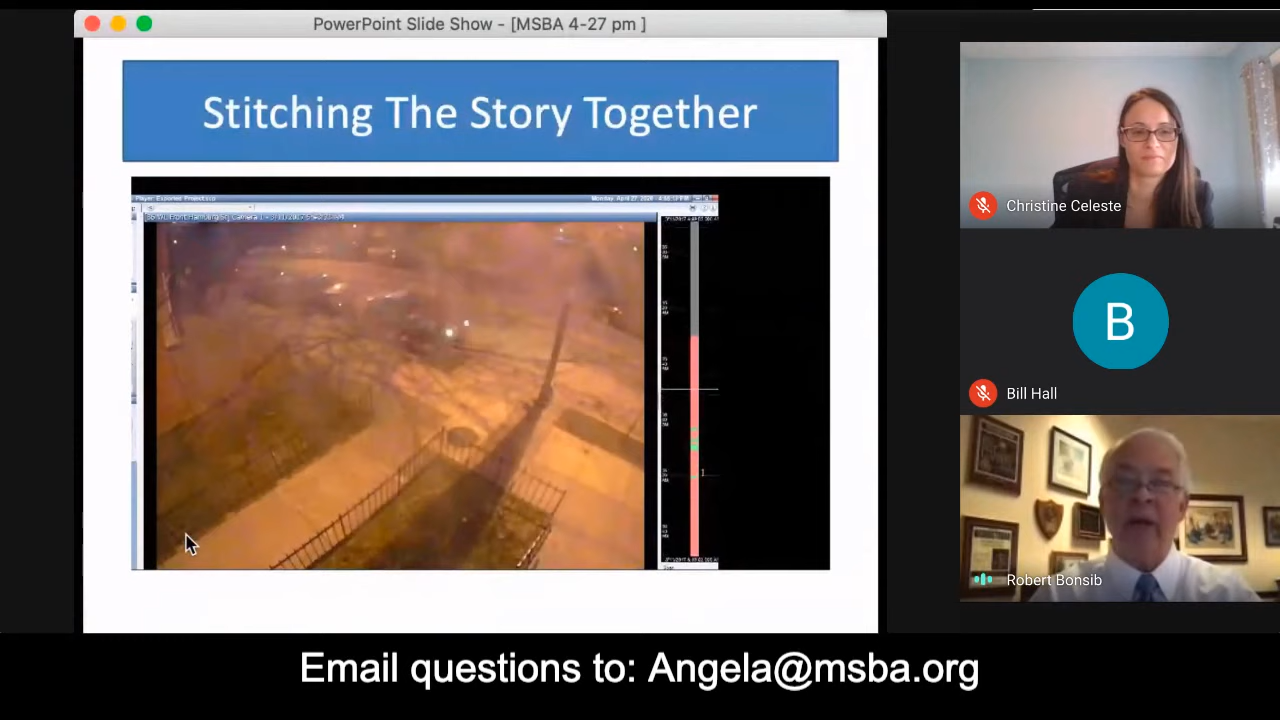 PowerPoint Slide Show - [MSBA 4-27 pm ]
Stitching The Story Together
Christine Celeste
B
Bill Hall
Robert Bonsib
Email questions to: Angela@msba.org